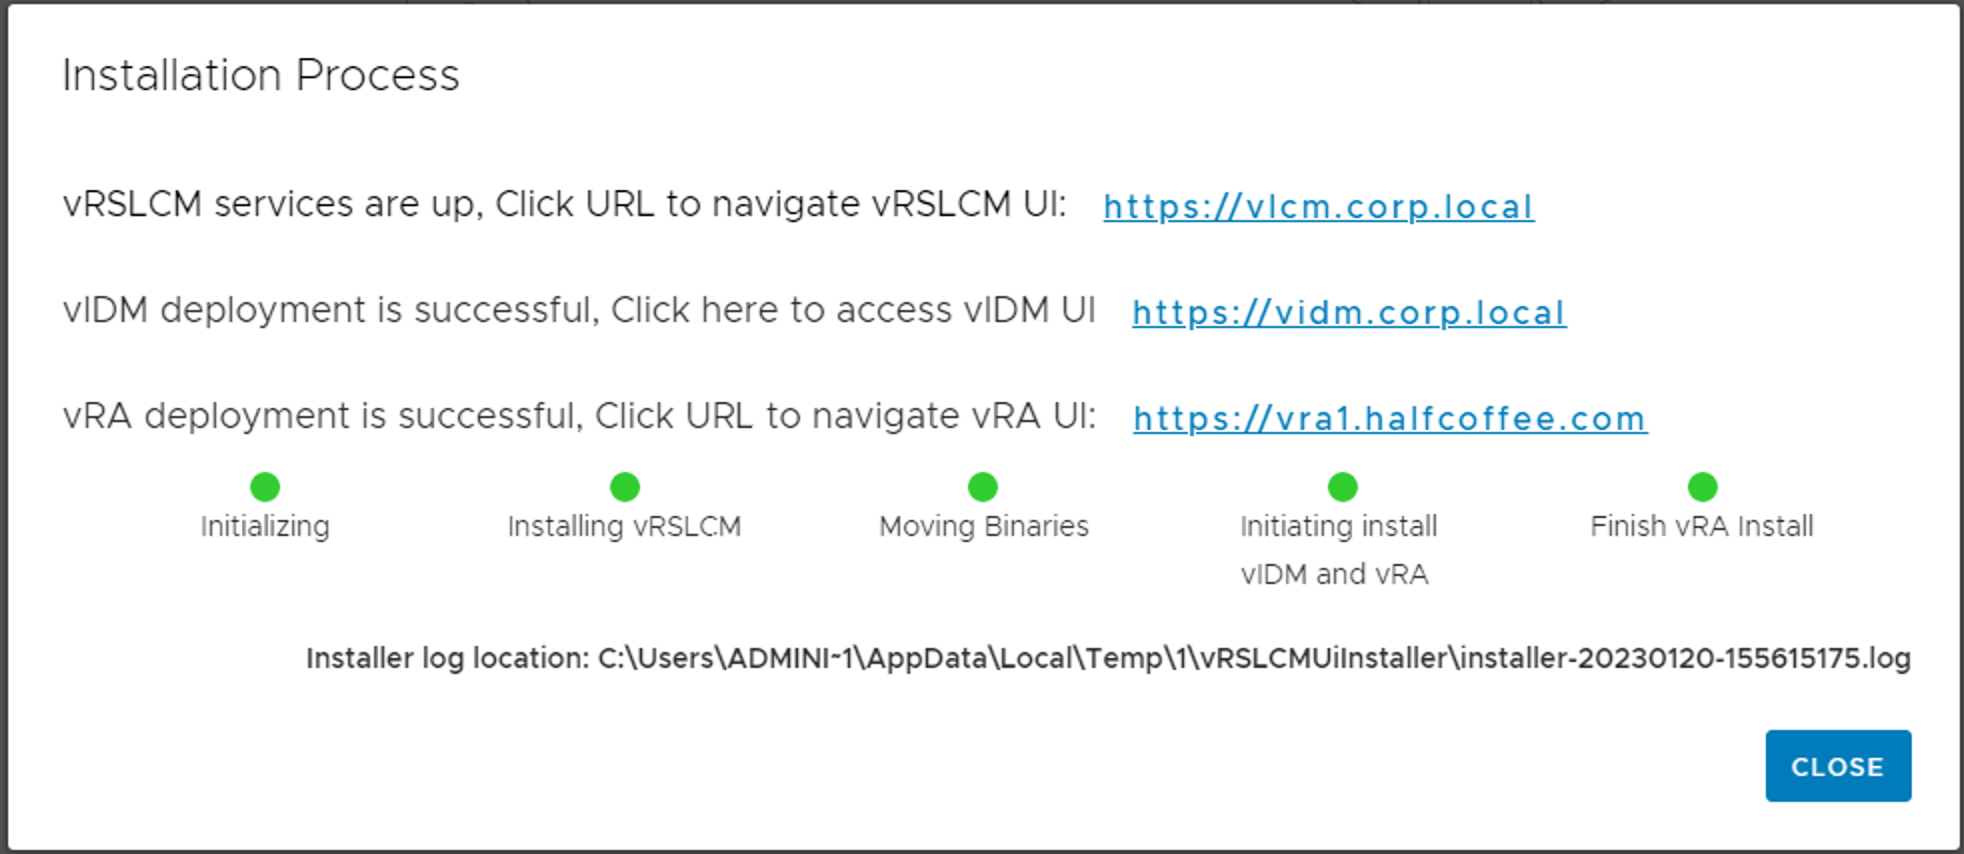 Installation Process
vRSLCM services are up, Click URL to navigate vRSLCM UI: https://vlcm.corp.local
vIDM deployment is successful, Click here to access vIDM UI https://vidm.corp.local
vRA deployment is successful, Click URL to navigate vRA UI: https://vra1.halfcoffee.com
Initializing
Installing vRSLCM
Moving Binaries
Initiating install
vIDM and vRA
Finish vRA Install
Installer log location: C:\Users\ADMINI~1\AppData\Local\Temp\1\vRSLCMUiInstaller\installer-20230120-155615175.log
CLOSE